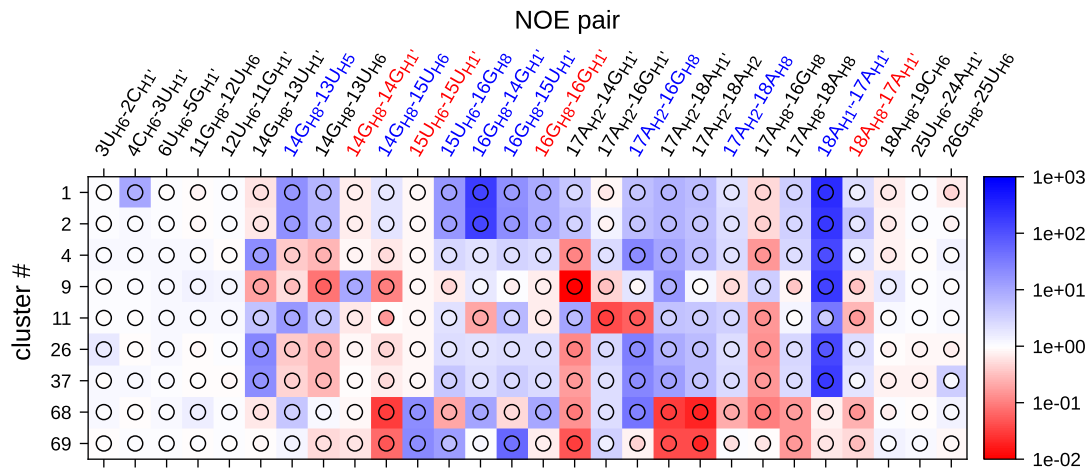 NOE pair
3UH6-2CH1'
4CH6-3UH1'
6UH6-5GH1'
11GH8-12UH6
12UH6-11GH1'
14GH8-13UH1'
14GH8-13UH5
14GH8-13UH6
14GH8-14GH1'
14GH8-15UH6
15UH6-15UH1'
15UH6-16GH8
16GH8-14GH1'
16GH8-15UH1'
16GH8-16GH1'
17AH2-14GH1'
17AH2-16GH1'
17AH2-16GH8
17AH2-18AH1'
17AH2-18AH2
17AH2-18AH8
17AH8-16GH8
17AH8-18AH8
18AH1'-17AH1'
18AH8-17AH1'
18AH8-19CH6
25UH6-24AH1'
26GH8-25UH6
cluster #
1
2
4
9
11
26
37
68
69
1e+03
1e+02
1e+01
1e+00
1e-01
1e-02